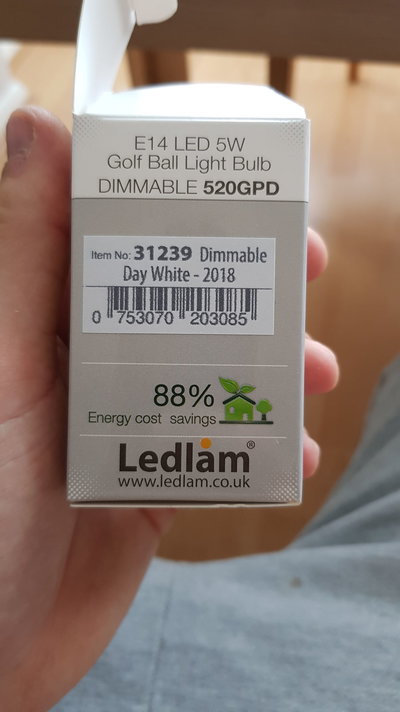 E14 LED 5W
Golf Ball Light Bulb
DIMMABLE 520GPD
Item No: 31239 Dimmable
Day White - 2018
0 753070 203085
88%
Energy cost savings
Ledlam®
www.ledlam.co.uk